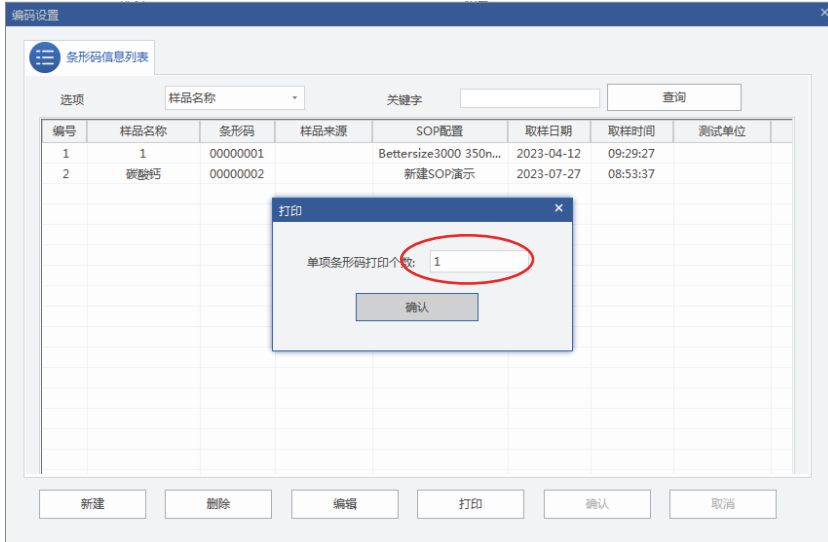 编码设置
×
条形码信息列表
选项
样品名称
关键字
查询
编号 样品名称 条形码 样品来源 SOP配置 取样日期 取样时间 测试单位
1 1 00000001 Bettersize3000 350n... 2023-04-12 09:29:27
2 碳酸钙 00000002 新建SOP演示 2023-07-27 08:53:37
打印 ×
单项条形码打印个数: 1
确认
新建 删除 编辑 打印 确认 取消